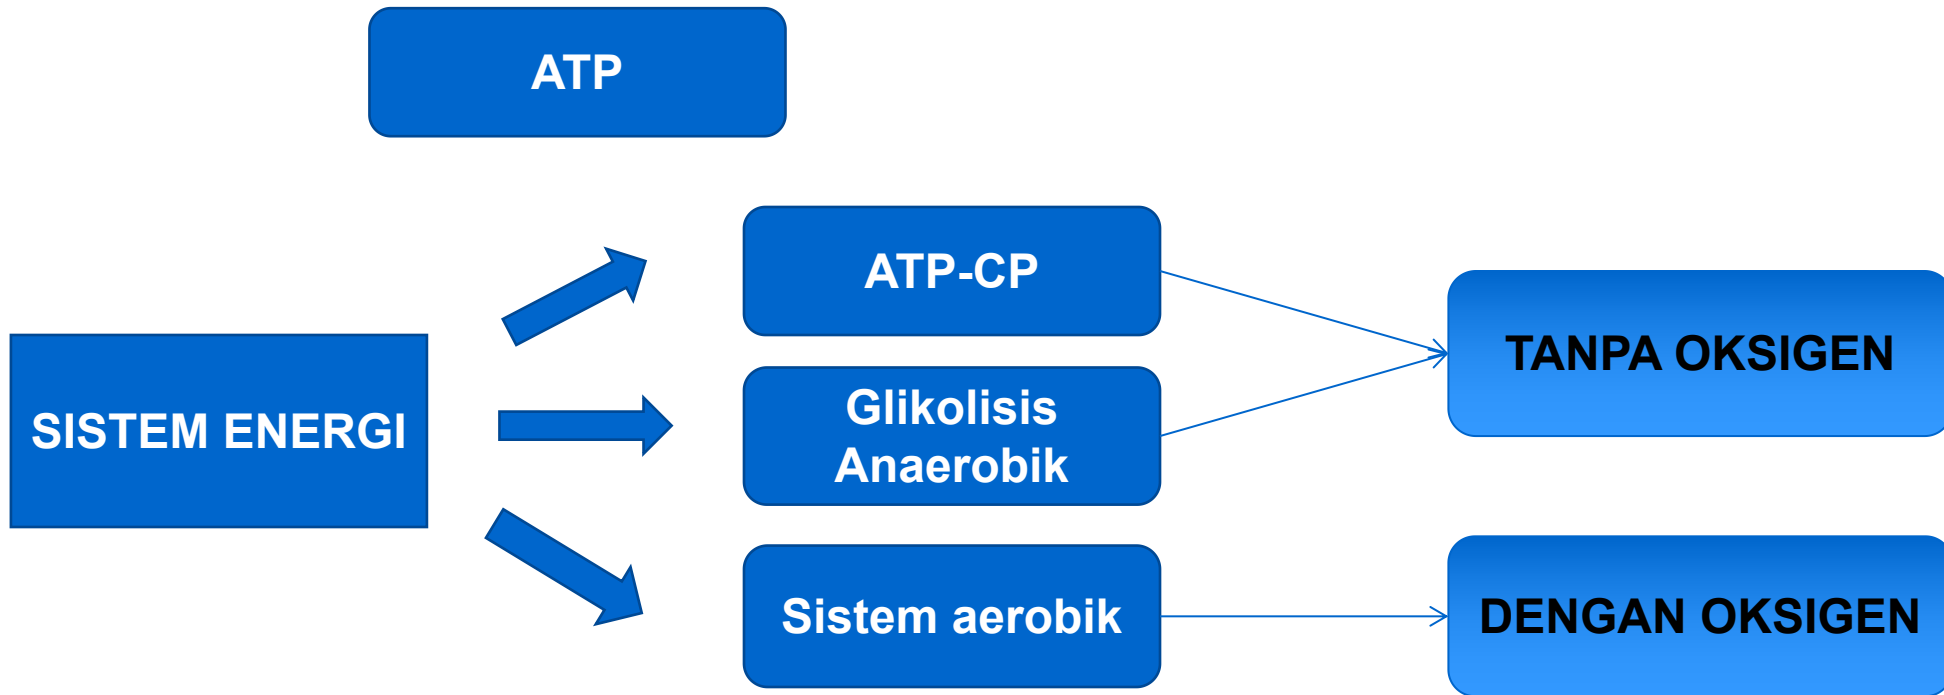 ATP
ATP-CP
TANPA OKSIGEN
SISTEM ENERGI
Glikolisis
Anaerobik
Sistem aerobik
DENGAN OKSIGEN